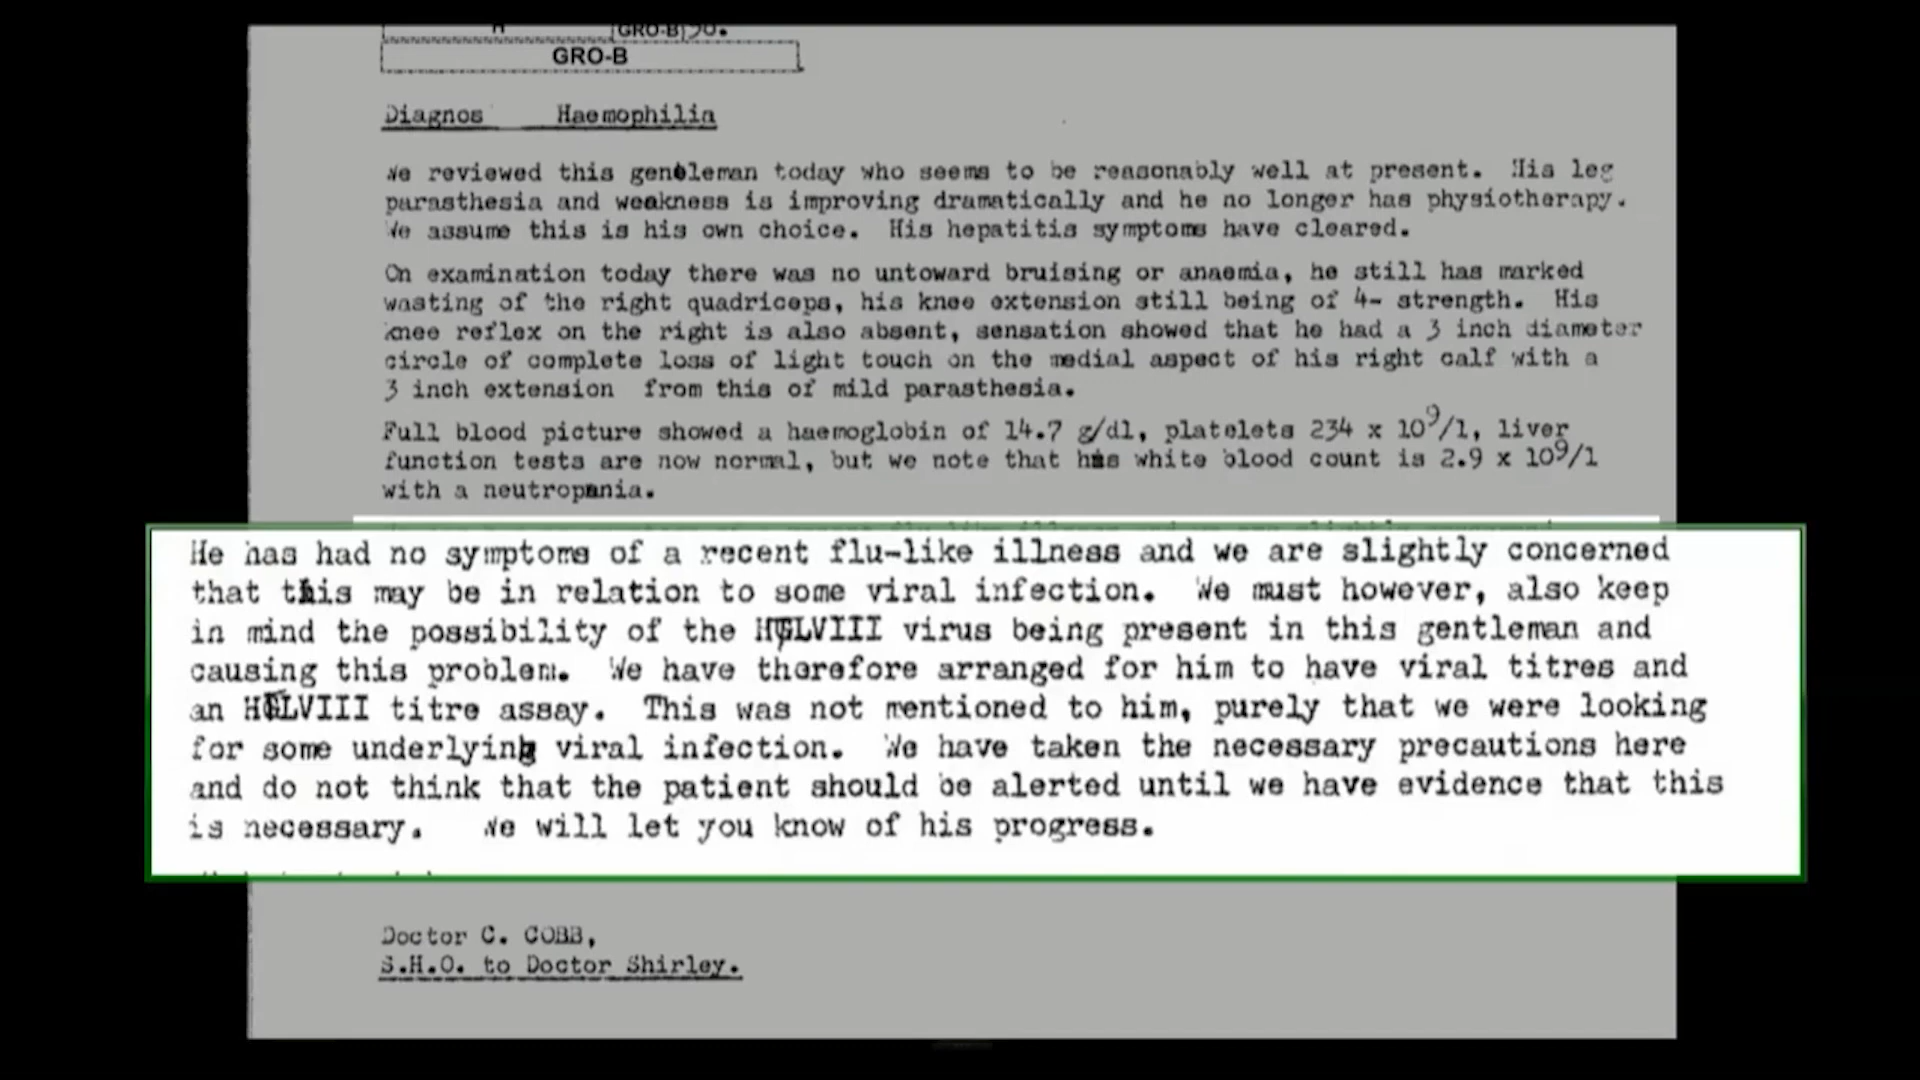 GRO-B
GRO-B
Diagnos Haemophilia
We reviewed this gentleman today who seems to be reasonably well at present. His leg
parasthesia and weakness is improving dramatically and he no longer has physiotherapy.
We assume this is his own choice. His hepatitis symptoms have cleared.
On examination today there was no untoward bruising or anaemia, he still has marked
wasting of the right quadriceps, his knee extension still being of 4- strength. His
knee reflex on the right is also absent, sensation showed that he had a 3 inch diameter
circle of complete loss of light touch on the medial aspect of his right calf with a
3 inch extension from this of mild parasthesia.
Full blood picture showed a haemoglobin of 14.7 g/dl, platelets 234 x 10⁹/l, liver
function tests are now normal, but we note that his white blood count is 2.9 x 10⁹/l
with a neutropania.
He has had no symptoms of a recent flu-like illness and we are slightly concerned
that this may be in relation to some viral infection. We must however, also keep
in mind the possibility of the HTLVIII virus being present in this gentleman and
causing this problem. We have therefore arranged for him to have viral titres and
an HTLVIII titre assay. This was not mentioned to him, purely that we were looking
for some underlying viral infection. We have taken the necessary precautions here
and do not think that the patient should be alerted until we have evidence that this
is necessary. We will let you know of his progress.
Doctor C. COBB,
S.H.O. to Doctor Shirley.